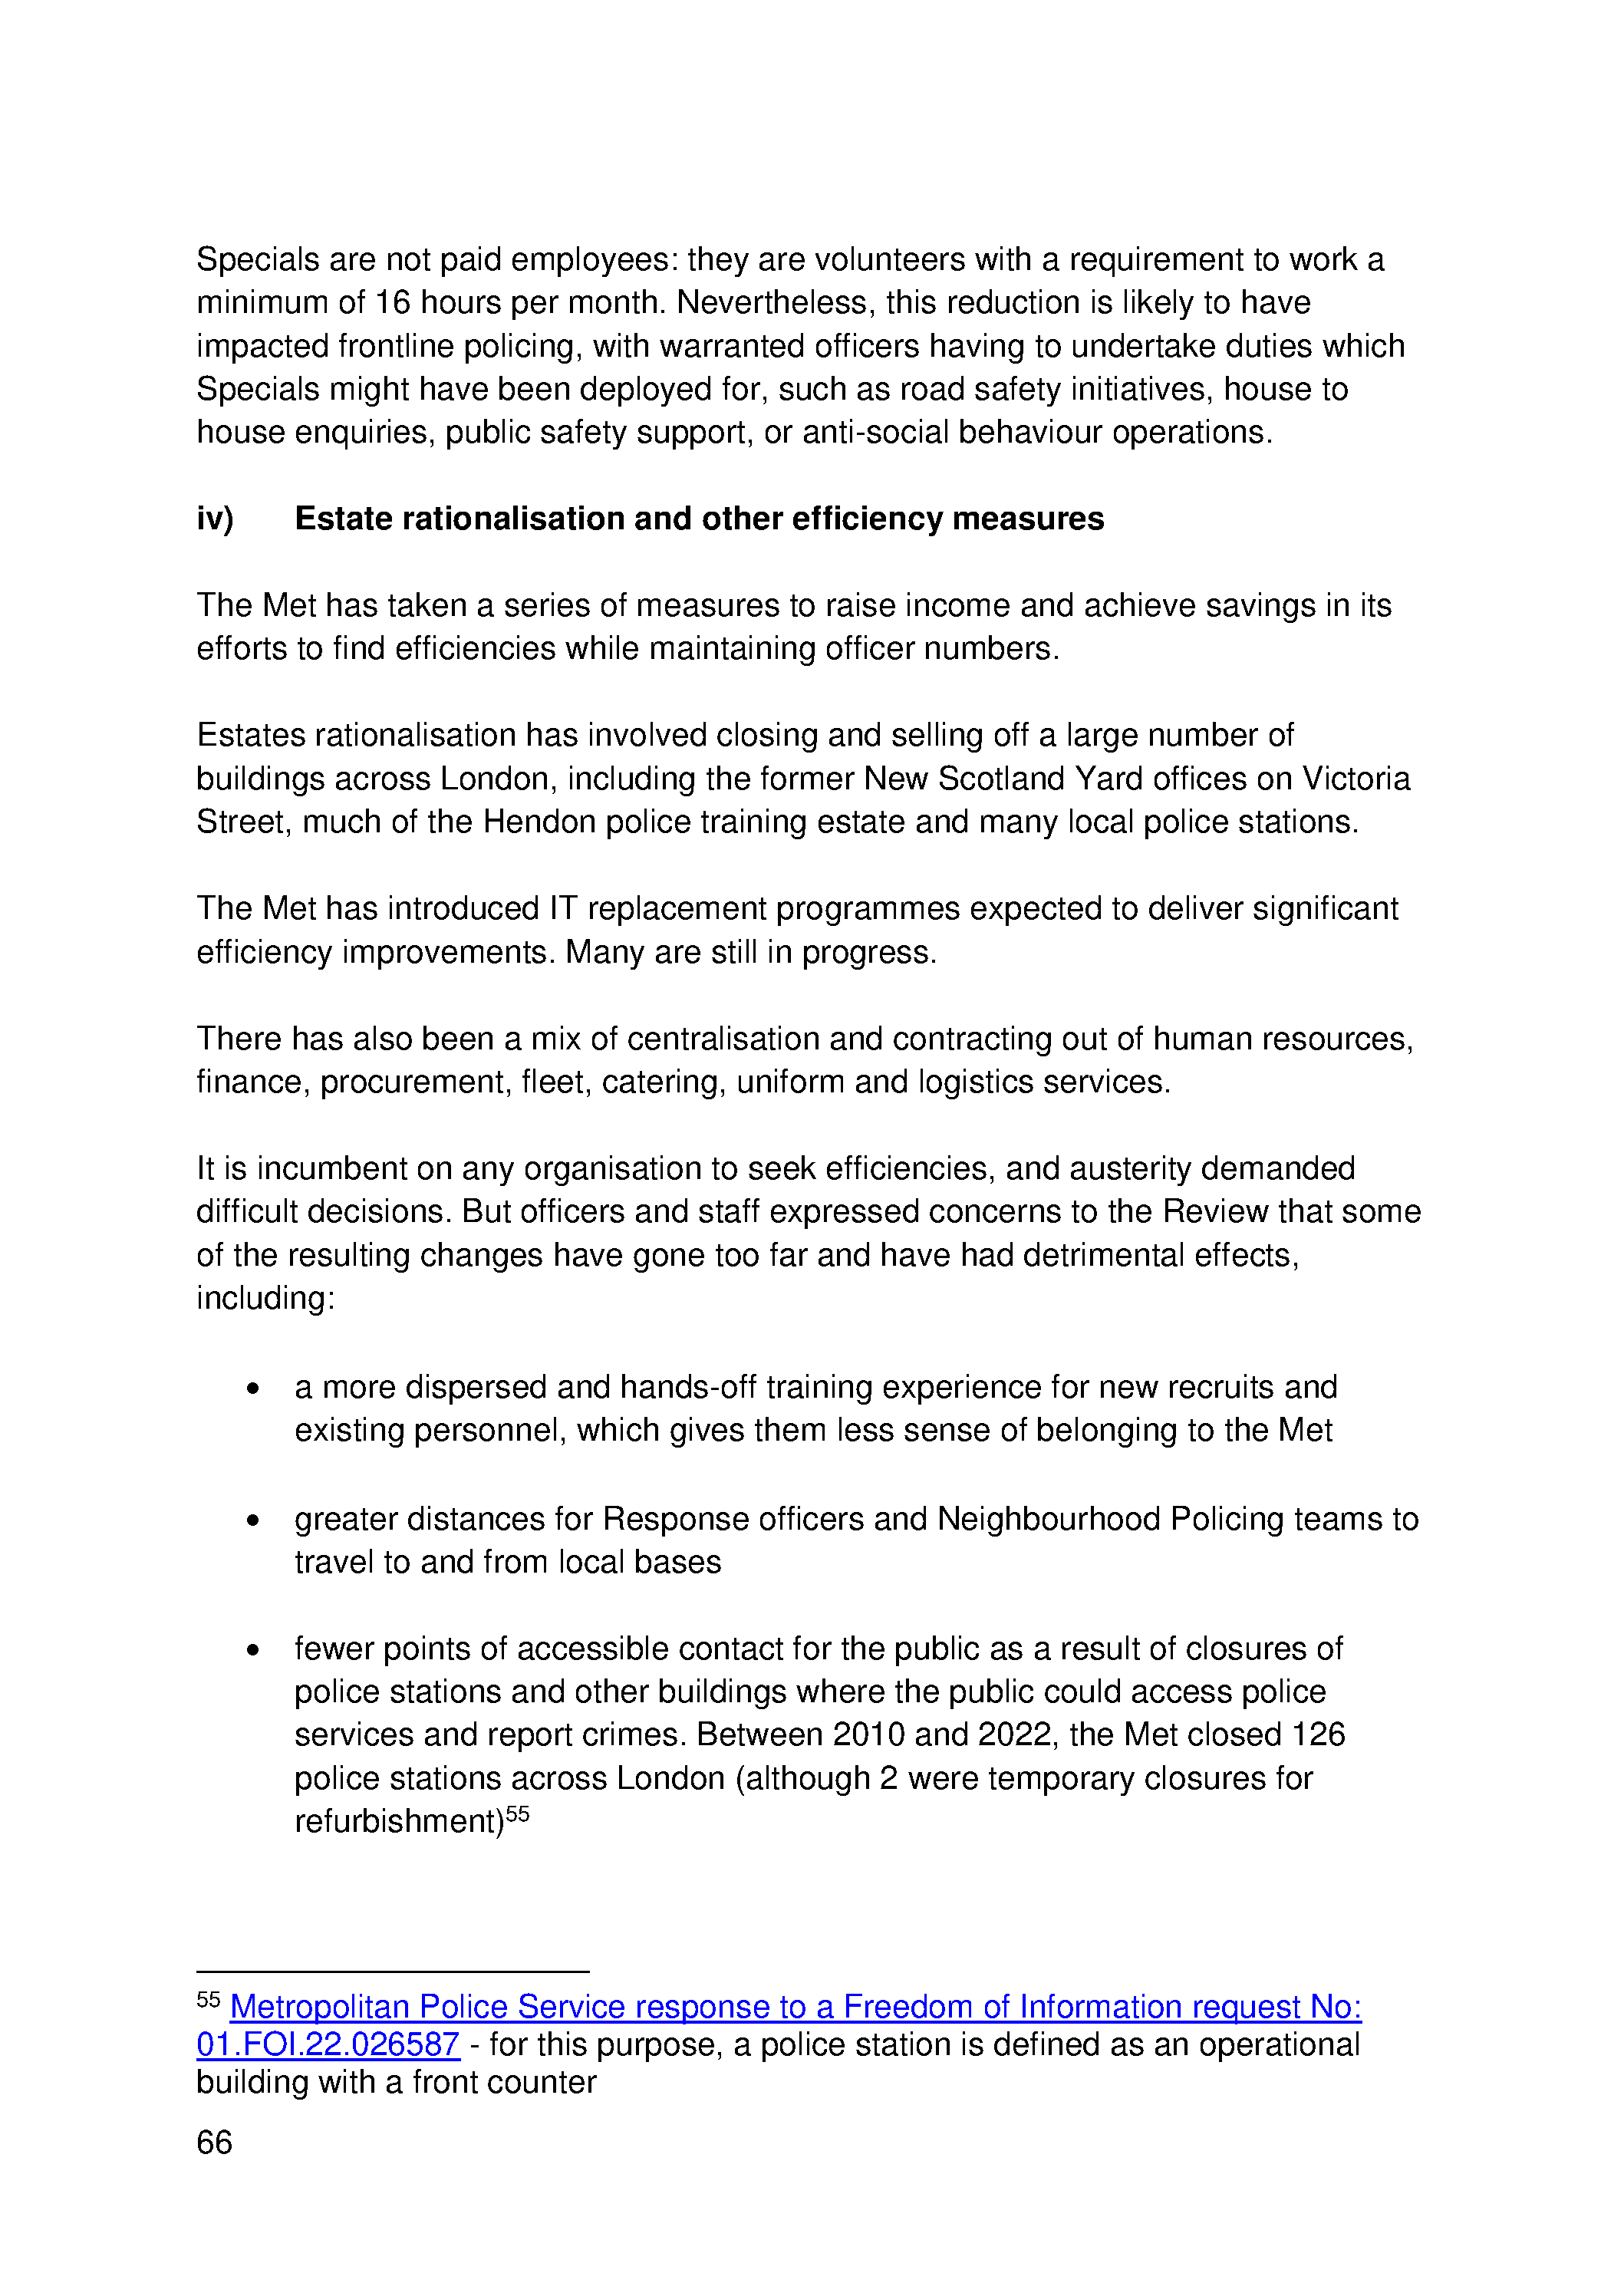 Specials are not paid employees: they are volunteers with a requirement to work a
minimum of 16 hours per month. Nevertheless, this reduction is likely to have
impacted frontline policing, with warranted officers having to undertake duties which
Specials might have been deployed for, such as road safety initiatives, house to
house enquiries, public safety support, or anti-social behaviour operations.
iv) Estate rationalisation and other efficiency measures
The Met has taken a series of measures to raise income and achieve savings in its
efforts to find efficiencies while maintaining officer numbers.
Estates rationalisation has involved closing and selling off a large number of
buildings across London, including the former New Scotland Yard offices on Victoria
Street, much of the Hendon police training estate and many local police stations.
The Met has introduced IT replacement programmes expected to deliver significant
efficiency improvements. Many are still in progress.
There has also been a mix of centralisation and contracting out of human resources,
finance, procurement, fleet, catering, uniform and logistics services.
It is incumbent on any organisation to seek efficiencies, and austerity demanded
difficult decisions. But officers and staff expressed concerns to the Review that some
of the resulting changes have gone too far and have had detrimental effects,
including:
• a more dispersed and hands-off training experience for new recruits and
existing personnel, which gives them less sense of belonging to the Met
• greater distances for Response officers and Neighbourhood Policing teams to
travel to and from local bases
• fewer points of accessible contact for the public as a result of closures of
police stations and other buildings where the public could access police
services and report crimes. Between 2010 and 2022, the Met closed 126
police stations across London (although 2 were temporary closures for
refurbishment)55
55 Metropolitan Police Service response to a Freedom of Information request No:
01.FOI.22.026587 - for this purpose, a police station is defined as an operational
building with a front counter
66